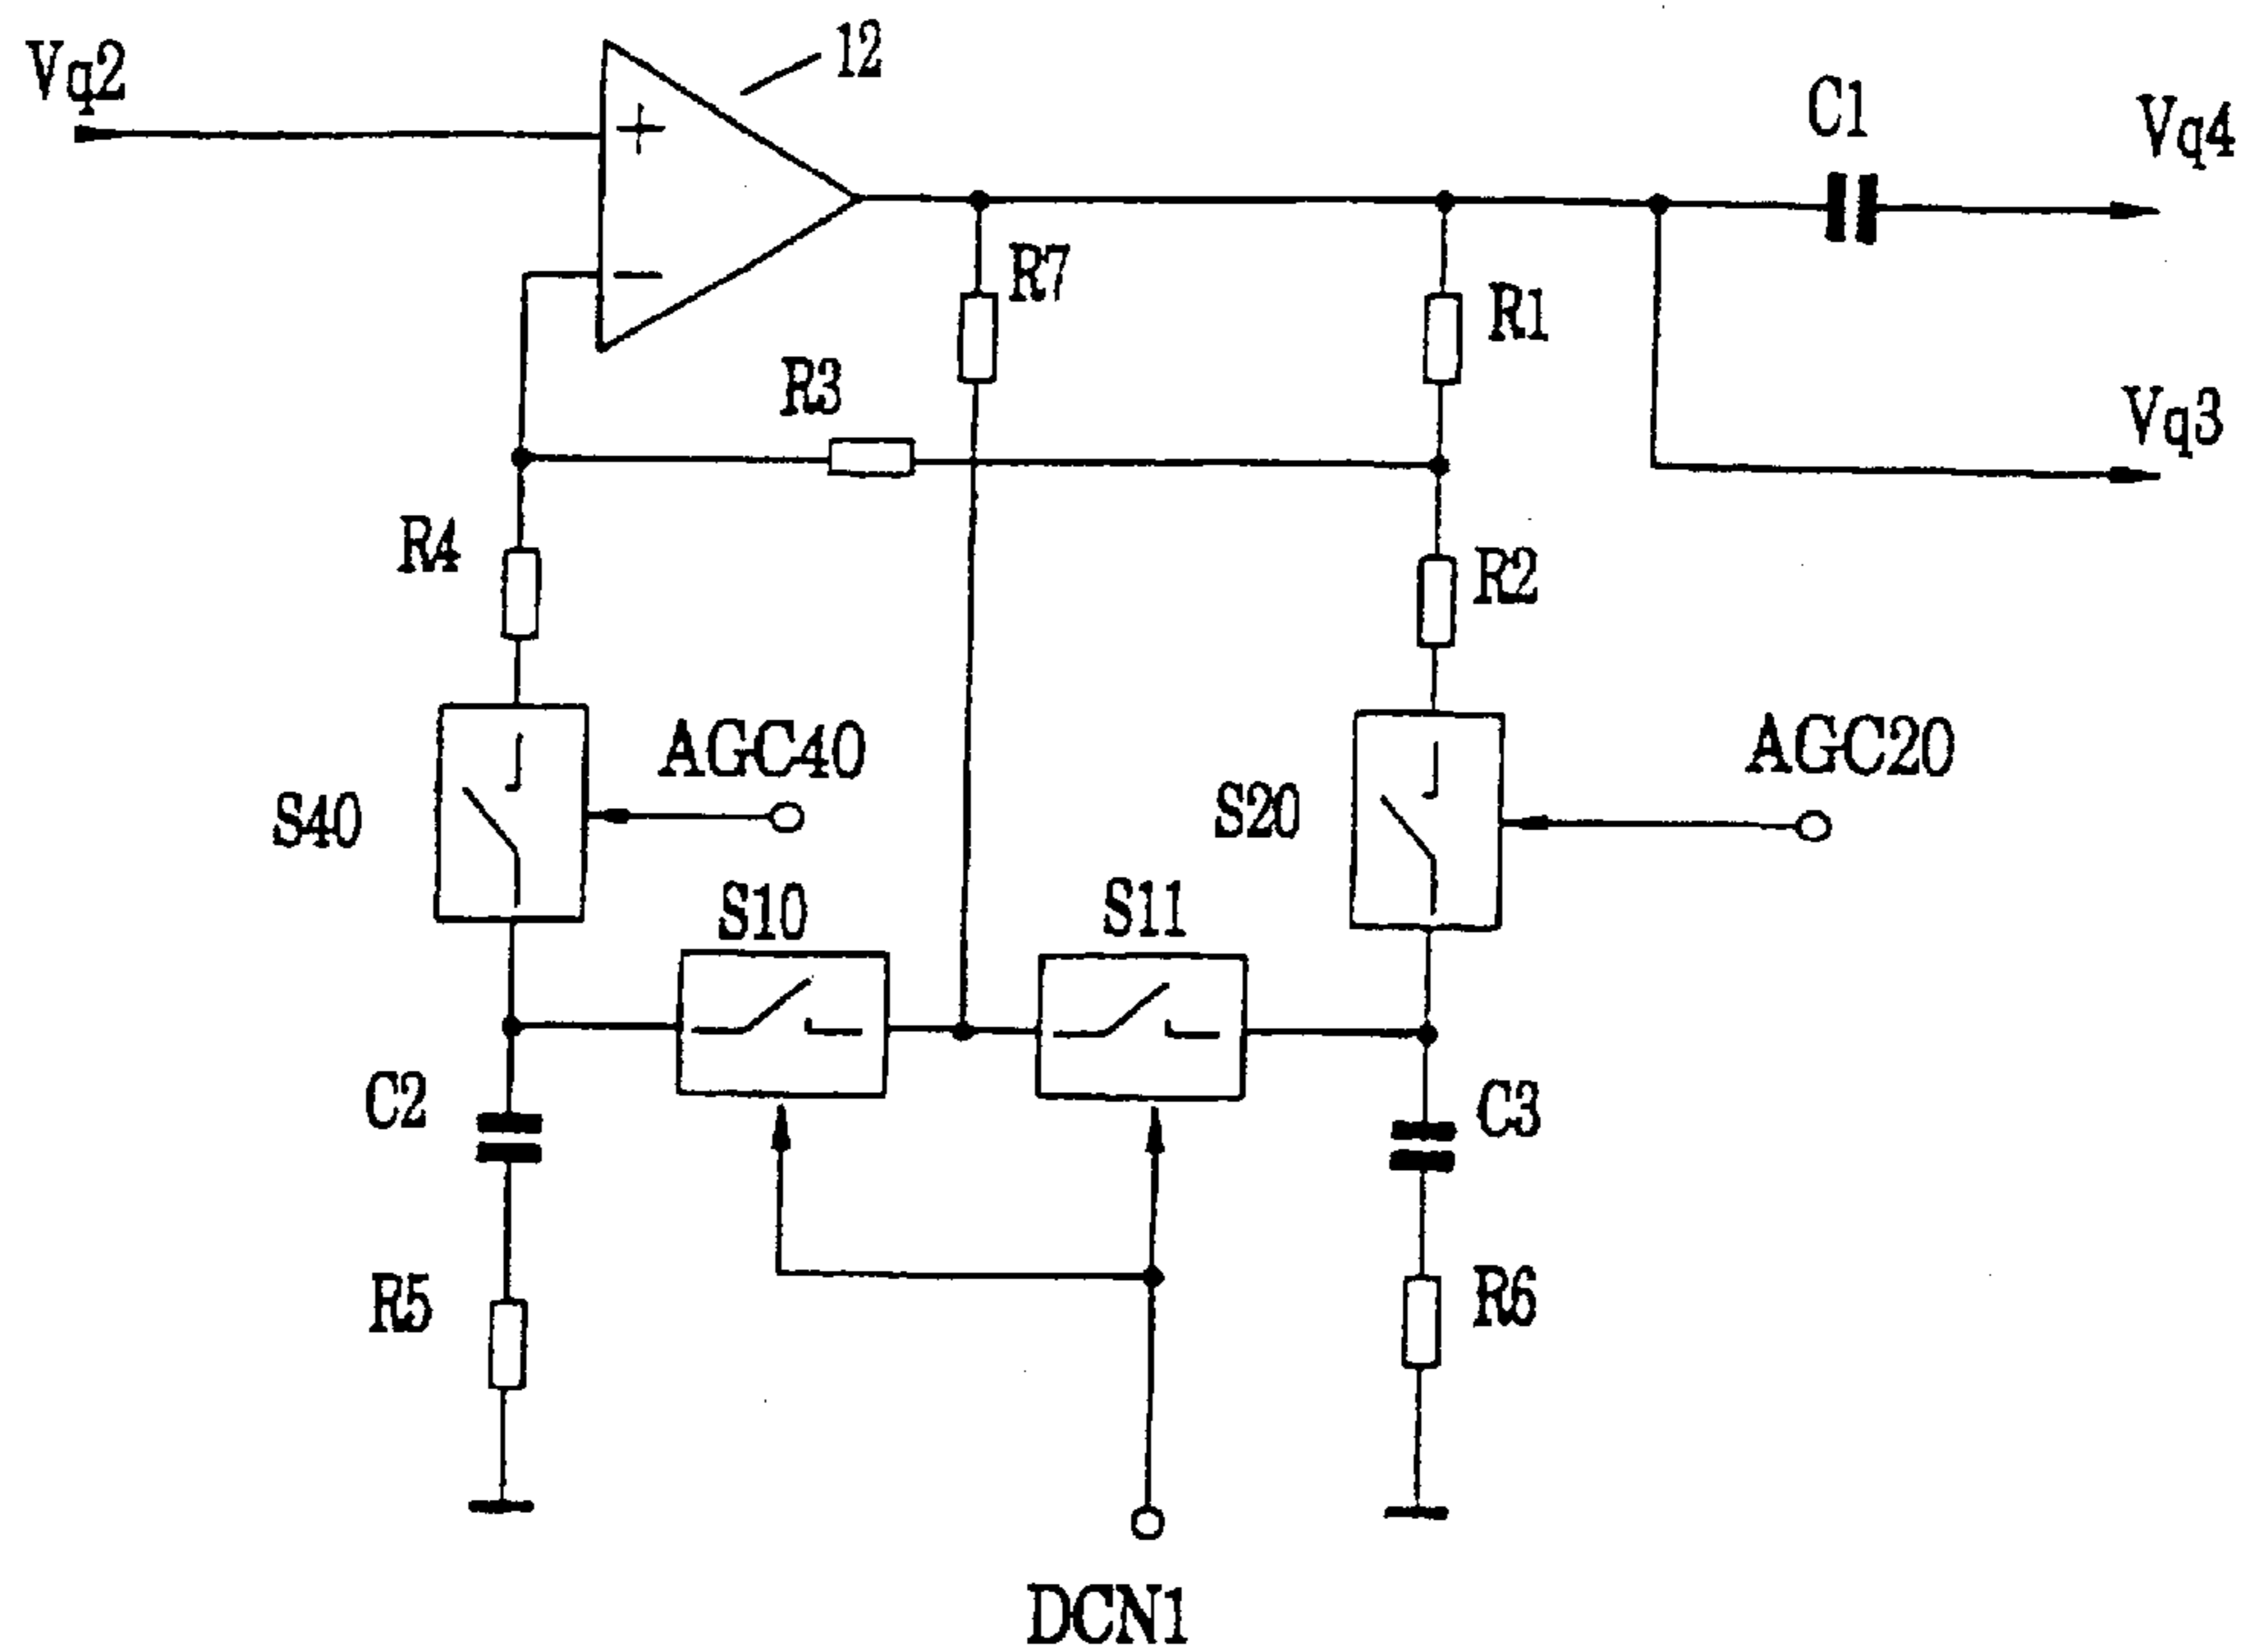 Vq2
12
C1
Vq4
R7
R1
R3
Vq3
R4
R2
AGC40
AGC20
S40
S20
S10
S11
C2
C3
R5
R6
DCN1
+
−